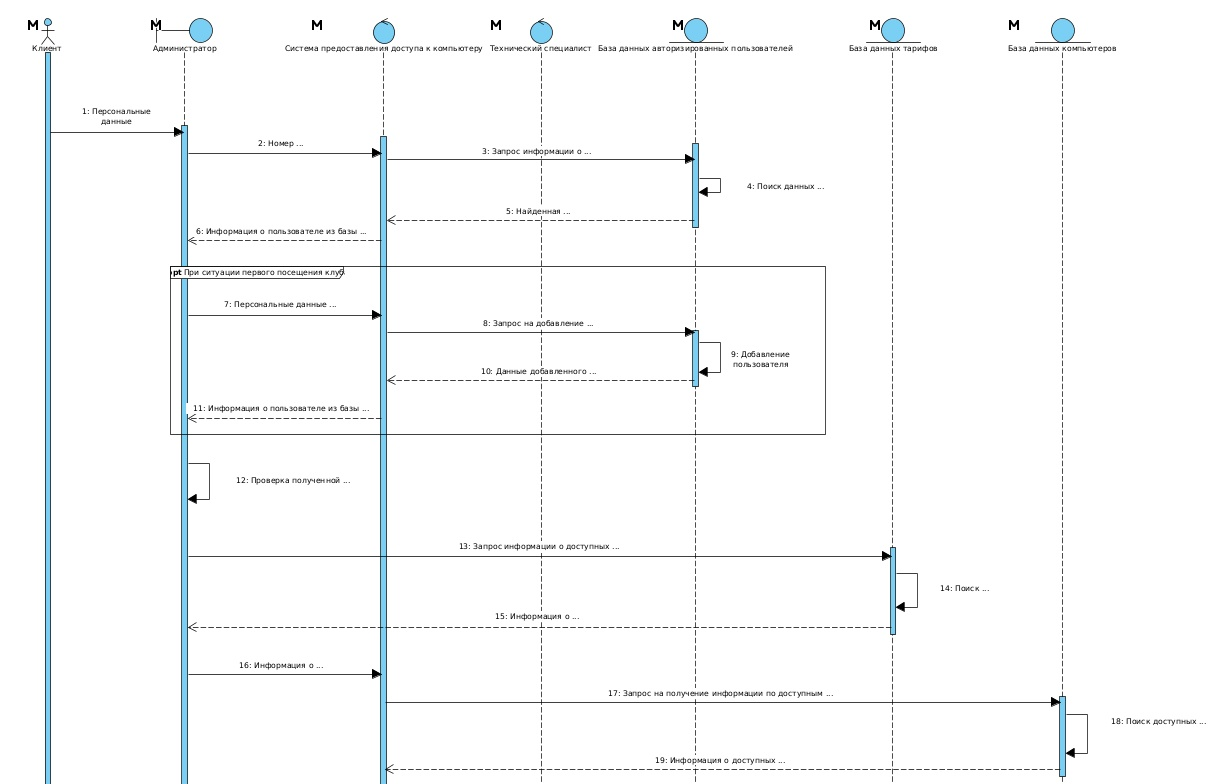 M M M M M M M
Клиент
Администратор
Система предоставления доступа к компьютеру
Технический специалист
База данных авторизированных пользователей
База данных тарифов
База данных компьютеров
1: Персональные
данные
2: Номер ...
3: Запрос информации о ...
4: Поиск данных ...
5: Найденная ...
6: Информация о пользователе из базы ...
pt При ситуации первого посещения клуб
7: Персональные данные ...
8: Запрос на добавление ...
9: Добавление
пользователя
10: Данные добавленного ...
11: Информация о пользователе из базы ...
12: Проверка полученной ...
13: Запрос информации о доступных ...
14: Поиск ...
15: Информация о ...
16: Информация о ...
17: Запрос на получение информации по доступным ...
18: Поиск доступных ...
19: Информация о доступных ...